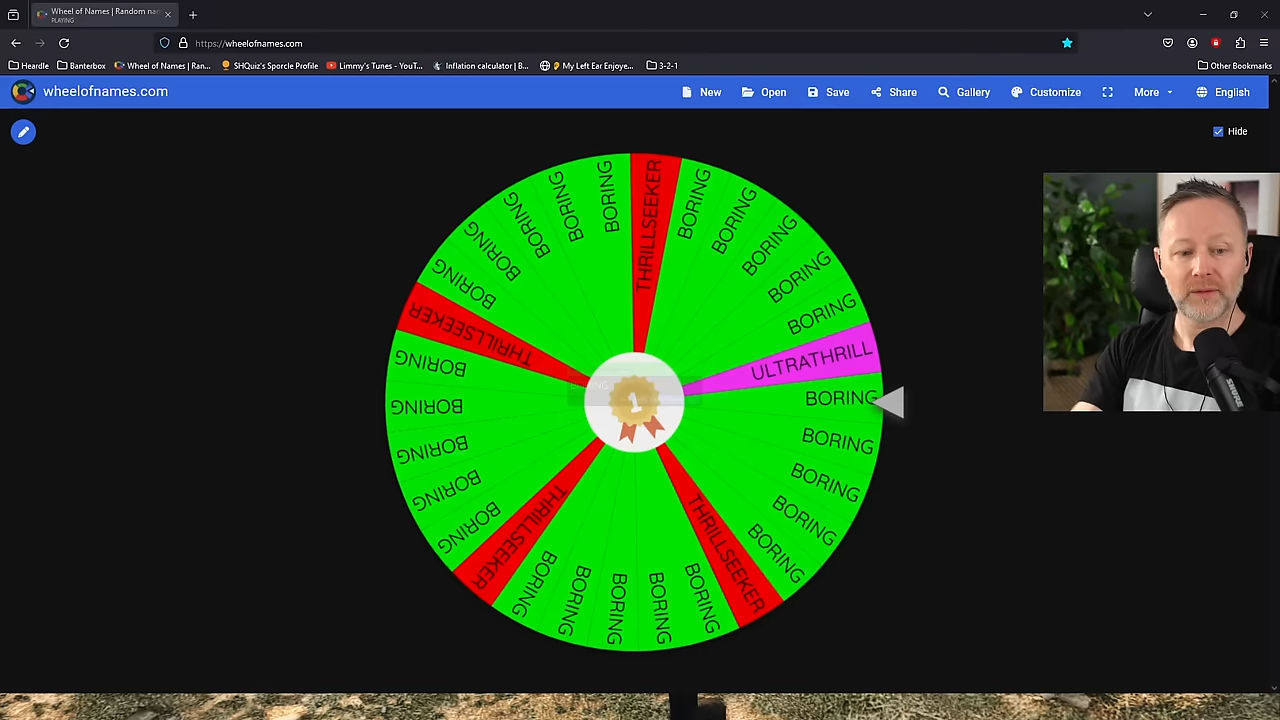 Wheel of Names | Random nam
PLAYING
https://wheelofnames.com
Heardle
Banterbox
Wheel of Names | Ran...
SHQuiz's Sporcle Profile
Limmy's Tunes - YouT...
Inflation calculator | B...
My Left Ear Enjoye...
3-2-1
Other Bookmarks
wheelofnames.com
New
Open
Save
Share
Gallery
Customize
More
English
Hide
THRILLSEEKER
BORING
BORING
BORING
BORING
BORING
ULTRATHRILL
BORING
BORING
BORING
BORING
BORING
THRILLSEEKER
BORING
BORING
BORING
BORING
BORING
THRILLSEEKER
BORING
BORING
BORING
BORING
BORING
THRILLSEEKER
BORING
BORING
BORING
BORING
BORING
1
SHURE